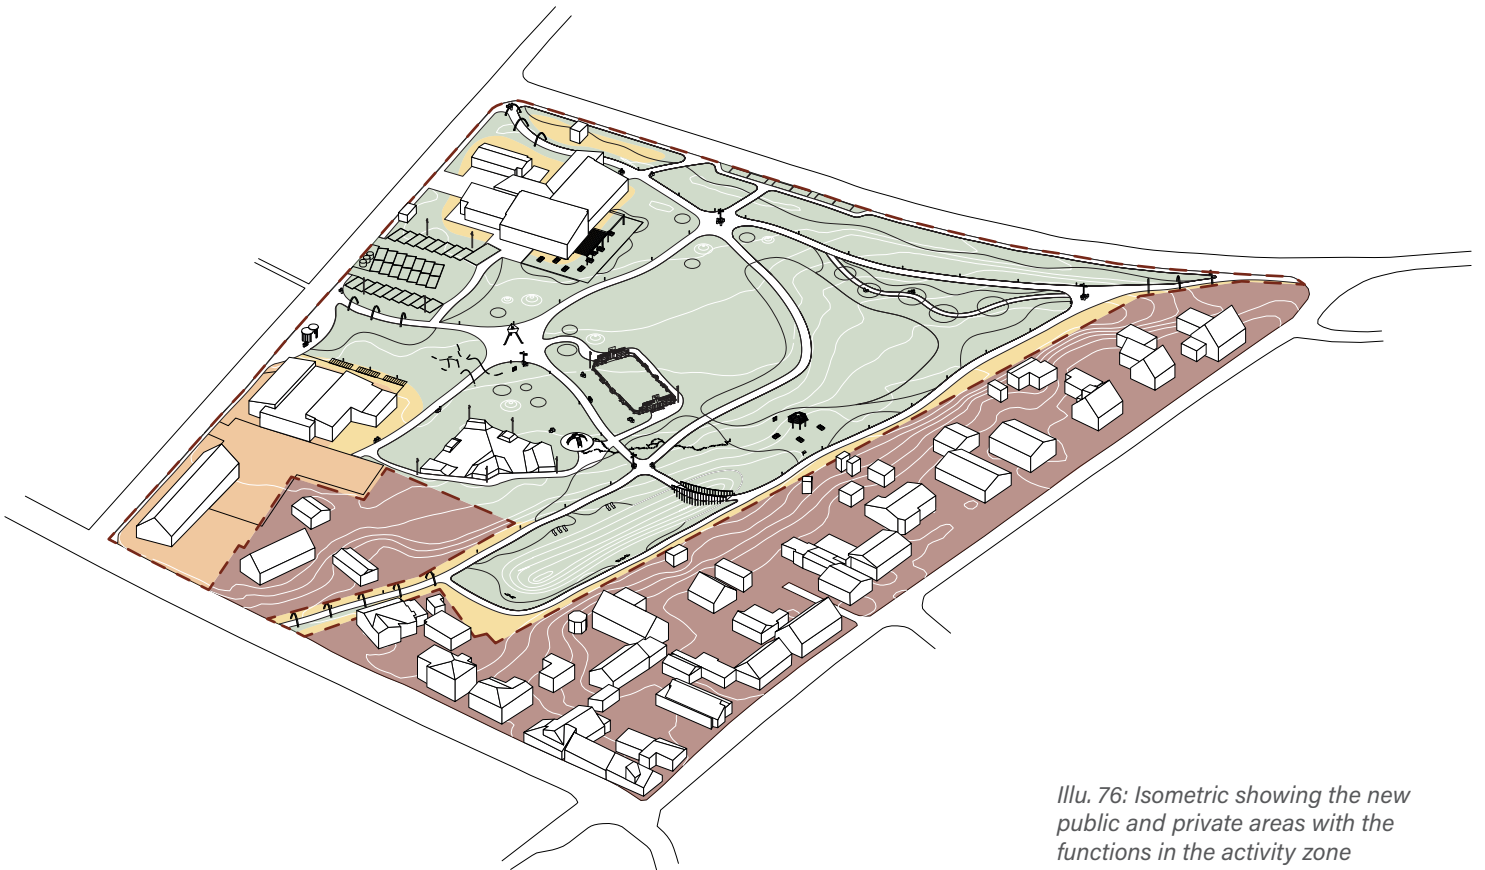 Illu. 76: Isometric showing the new
public and private areas with the
functions in the activity zone